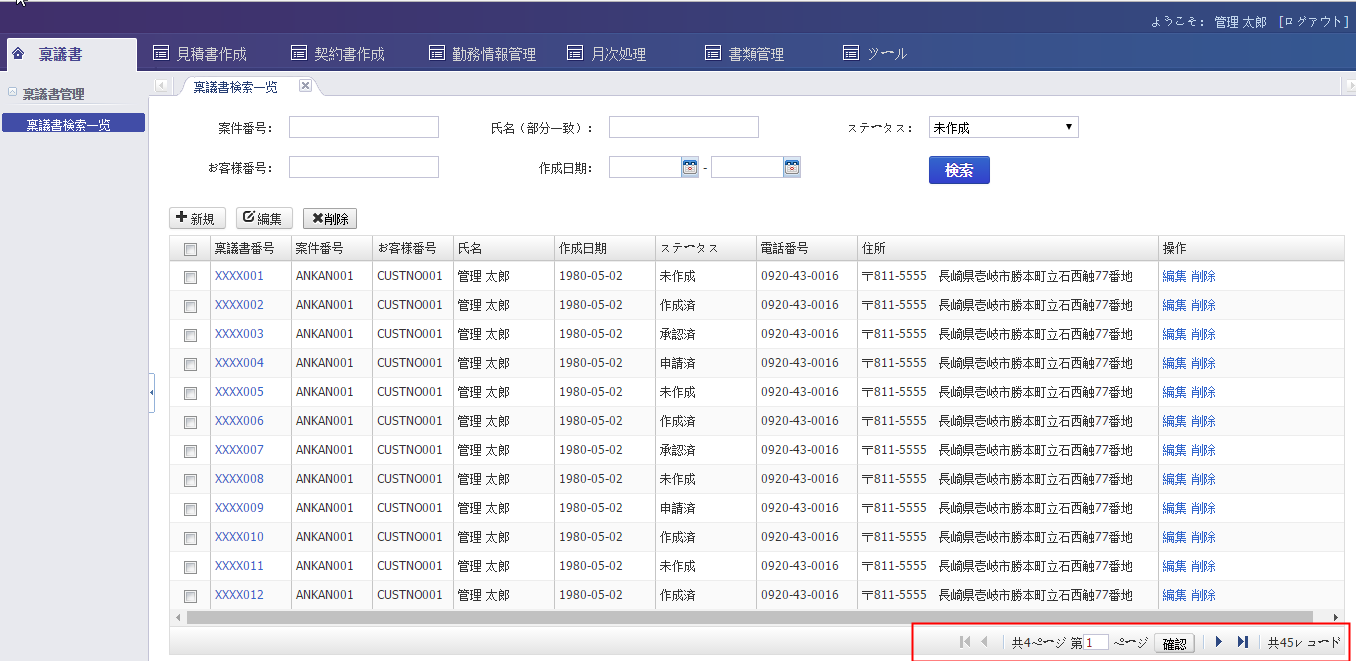 ようこそ： 管理 太郎 [ログアウト]
稟議書 見積書作成 契約書作成 勤務情報管理 月次処理 書類管理 ツール
稟議書管理
稟議書検索一览
稟議書検索一览
案件番号： 氏名（部分一致）： ステータス： 未作成
お客様番号： 作成日期： - 検索
新規 編集 削除
稟議書番号 案件番号 お客様番号 氏名 作成日期 ステータス 電話番号 住所 操作
XXXX001 ANKAN001 CUSTNO001 管理 太郎 1980-05-02 未作成 0920-43-0016 〒811-5555 長崎県壱岐市勝本町立石西触77番地 編集 削除
XXXX002 ANKAN001 CUSTNO001 管理 太郎 1980-05-02 作成済 0920-43-0016 〒811-5555 長崎県壱岐市勝本町立石西触77番地 編集 削除
XXXX003 ANKAN001 CUSTNO001 管理 太郎 1980-05-02 承認済 0920-43-0016 〒811-5555 長崎県壱岐市勝本町立石西触77番地 編集 削除
XXXX004 ANKAN001 CUSTNO001 管理 太郎 1980-05-02 申請済 0920-43-0016 〒811-5555 長崎県壱岐市勝本町立石西触77番地 編集 削除
XXXX005 ANKAN001 CUSTNO001 管理 太郎 1980-05-02 未作成 0920-43-0016 〒811-5555 長崎県壱岐市勝本町立石西触77番地 編集 削除
XXXX006 ANKAN001 CUSTNO001 管理 太郎 1980-05-02 作成済 0920-43-0016 〒811-5555 長崎県壱岐市勝本町立石西触77番地 編集 削除
XXXX007 ANKAN001 CUSTNO001 管理 太郎 1980-05-02 承認済 0920-43-0016 〒811-5555 長崎県壱岐市勝本町立石西触77番地 編集 削除
XXXX008 ANKAN001 CUSTNO001 管理 太郎 1980-05-02 未作成 0920-43-0016 〒811-5555 長崎県壱岐市勝本町立石西触77番地 編集 削除
XXXX009 ANKAN001 CUSTNO001 管理 太郎 1980-05-02 申請済 0920-43-0016 〒811-5555 長崎県壱岐市勝本町立石西触77番地 編集 削除
XXXX010 ANKAN001 CUSTNO001 管理 太郎 1980-05-02 作成済 0920-43-0016 〒811-5555 長崎県壱岐市勝本町立石西触77番地 編集 削除
XXXX011 ANKAN001 CUSTNO001 管理 太郎 1980-05-02 未作成 0920-43-0016 〒811-5555 長崎県壱岐市勝本町立石西触77番地 編集 削除
XXXX012 ANKAN001 CUSTNO001 管理 太郎 1980-05-02 作成済 0920-43-0016 〒811-5555 長崎県壱岐市勝本町立石西触77番地 編集 削除
共4ページ 第 1 ページ 確認 共45レコード